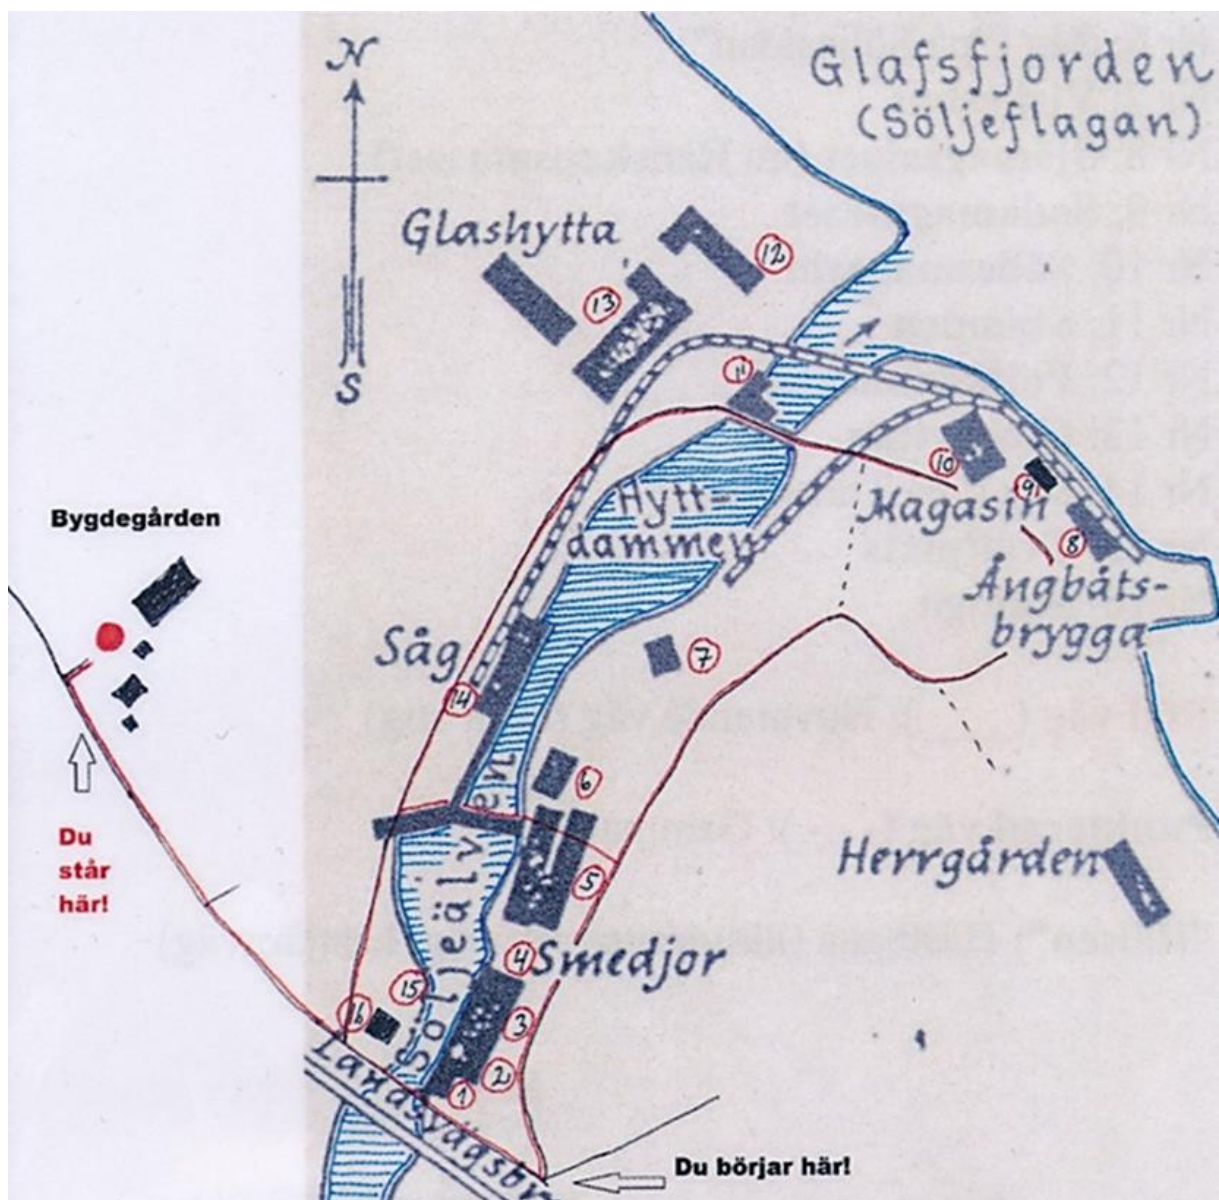 N
Glafsfjorden
(Söljeflagan)
Glashytta
12
13
S
11
10
9
Magasin
8
Hytt-
dammen
Bygdegården
Ångbåts-
brygga
Såg
7
14
6
Du
står
här!
Herrgården
5
Söljeälven
4
Smedjor
15
16
3
2
1
Landsvägsbr
Du börjar här!